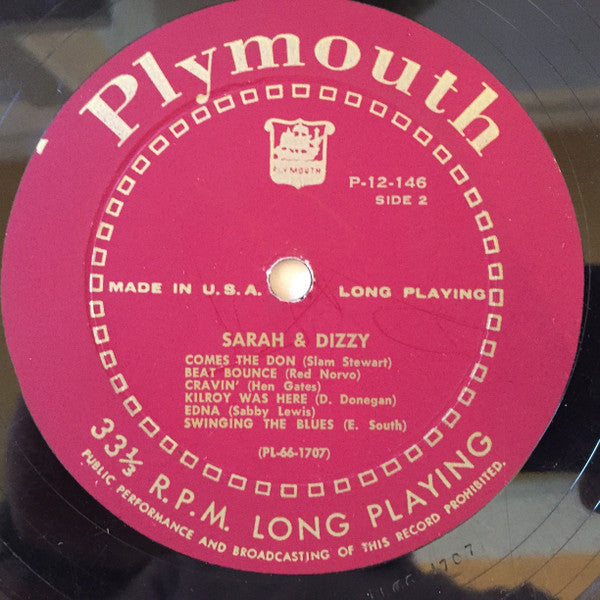 Plymouth
PLYMOUTH
P-12-146
SIDE 2
MADE IN U.S.A. LONG PLAYING
SARAH & DIZZY
COMES THE DON (Slam Stewart)
BEAT BOUNCE (Red Norvo)
CRAVIN' (Hen Gates)
KILROY WAS HERE (D. Donegan)
EDNA (Sabby Lewis)
SWINGING THE BLUES (E. South)
(PL-66-1707)
33⅓ R.P.M. LONG PLAYING
PUBLIC PERFORMANCE AND BROADCASTING OF THIS RECORD PROHIBITED.